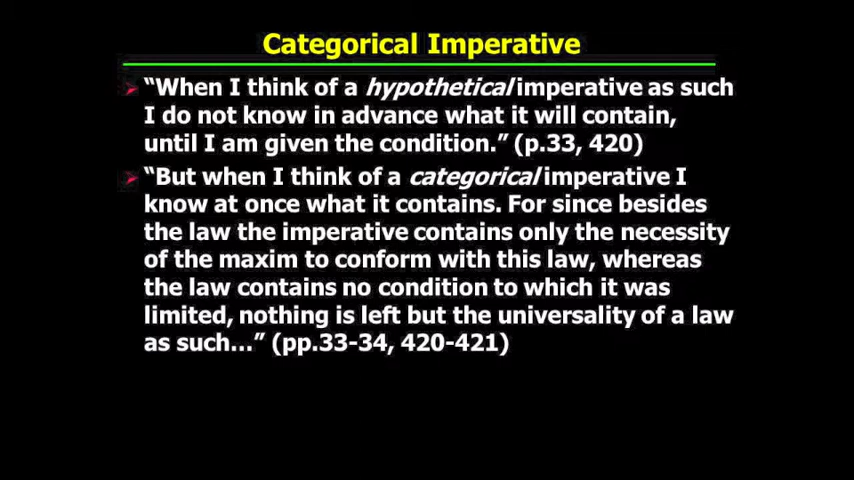 Categorical Imperative
“When I think of a hypothetical imperative as such
I do not know in advance what it will contain,
until I am given the condition.” (p.33, 420)
“But when I think of a categorical imperative I
know at once what it contains. For since besides
the law the imperative contains only the necessity
of the maxim to conform with this law, whereas
the law contains no condition to which it was
limited, nothing is left but the universality of a law
as such...” (pp.33-34, 420-421)